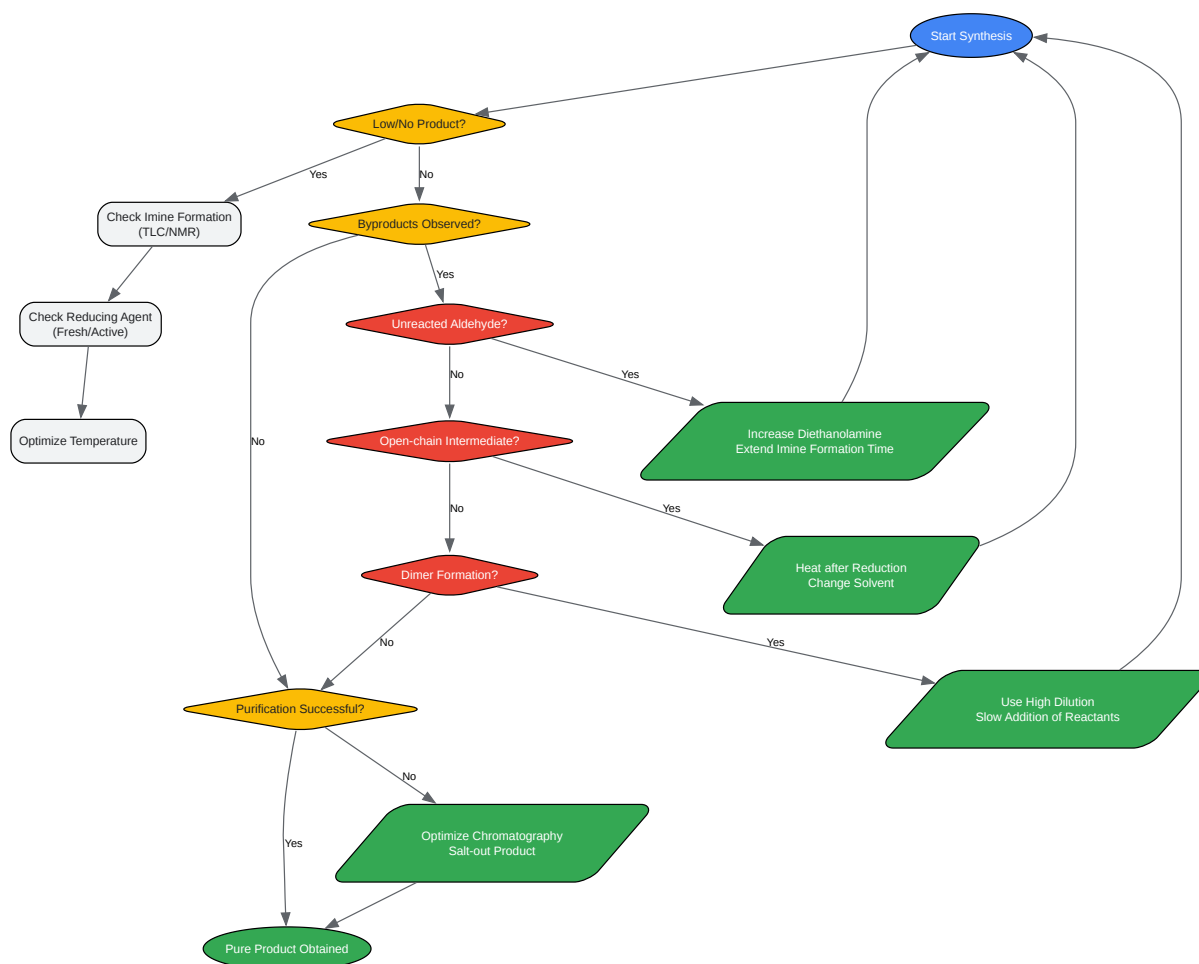 Start Synthesis
Low/No Product?
Yes
No
Check Imine Formation
(TLC/NMR)
Byproducts Observed?
Yes
Check Reducing Agent
(Fresh/Active)
Unreacted Aldehyde?
No
Yes
Optimize Temperature
No
Open-chain Intermediate?
Increase Diethanolamine
Extend Imine Formation Time
No
Yes
Dimer Formation?
Heat after Reduction
Change Solvent
No
Yes
Purification Successful?
Use High Dilution
Slow Addition of Reactants
No
Yes
Optimize Chromatography
Salt-out Product
Pure Product Obtained